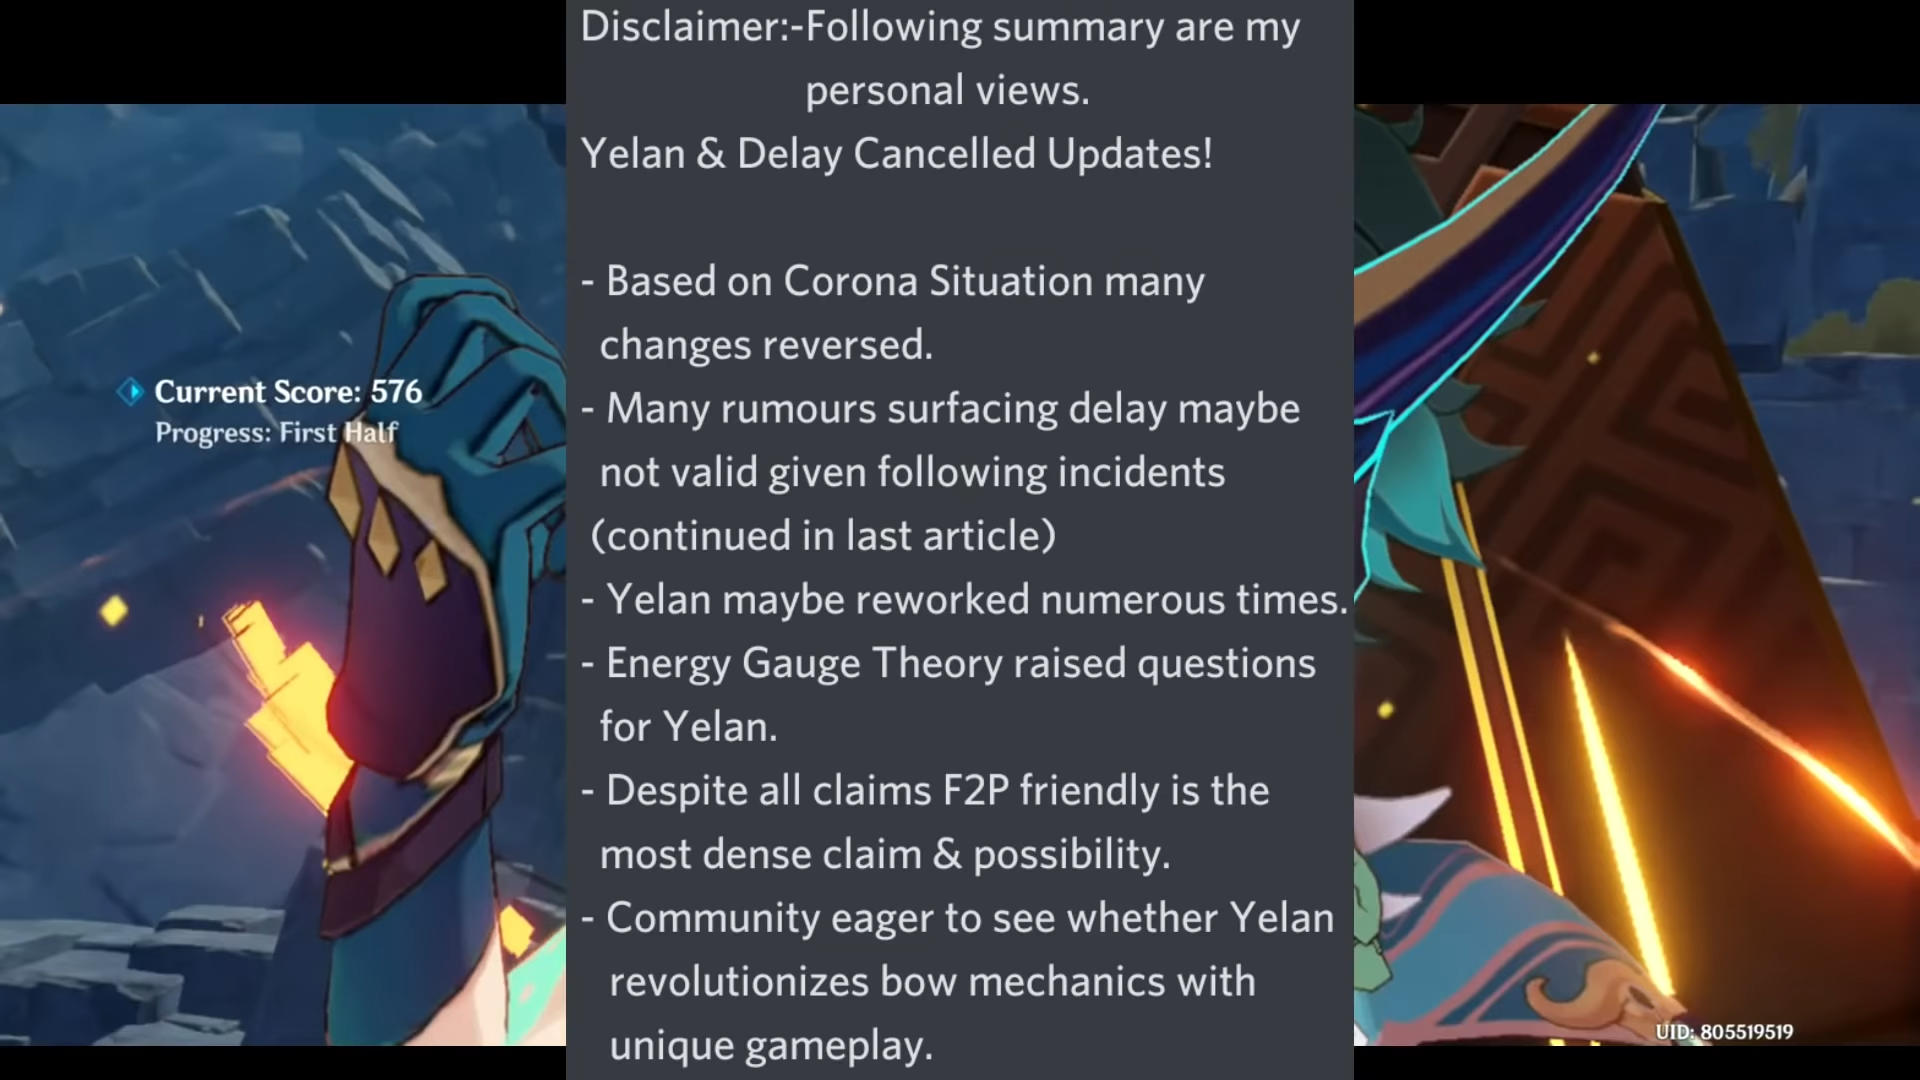 Disclaimer:-Following summary are my
personal views.
Yelan & Delay Cancelled Updates!
- Based on Corona Situation many
changes reversed.
- Many rumours surfacing delay maybe
not valid given following incidents
(continued in last article)
- Yelan maybe reworked numerous times.
- Energy Gauge Theory raised questions
for Yelan.
- Despite all claims F2P friendly is the
most dense claim & possibility.
- Community eager to see whether Yelan
revolutionizes bow mechanics with
unique gameplay.
Current Score: 576
Progress: First Half
UID: 805519519